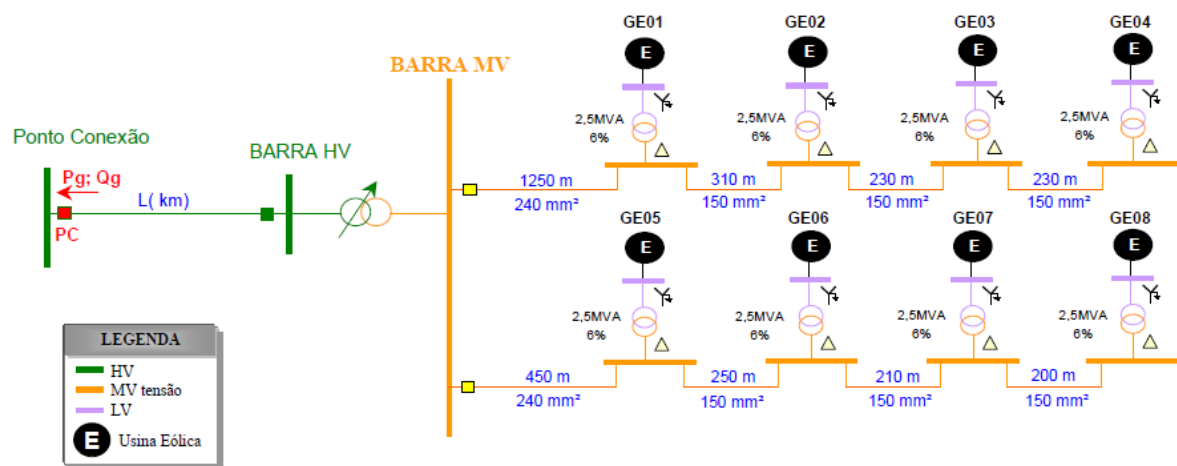 GE01
GE02
GE03
GE04
E
E
E
E
BARRA MV
2,5MVA
6%
2,5MVA
6%
2,5MVA
6%
2,5MVA
6%
Ponto Conexão
BARRA HV
Pg; Qg
L( km)
PC
1250 m
240 mm²
310 m
150 mm²
230 m
150 mm²
230 m
150 mm²
GE05
GE06
GE07
GE08
E
E
E
E
2,5MVA
6%
2,5MVA
6%
2,5MVA
6%
2,5MVA
6%
450 m
240 mm²
250 m
150 mm²
210 m
150 mm²
200 m
150 mm²
LEGENDA
HV
MV tensão
LV
E Usina Eólica